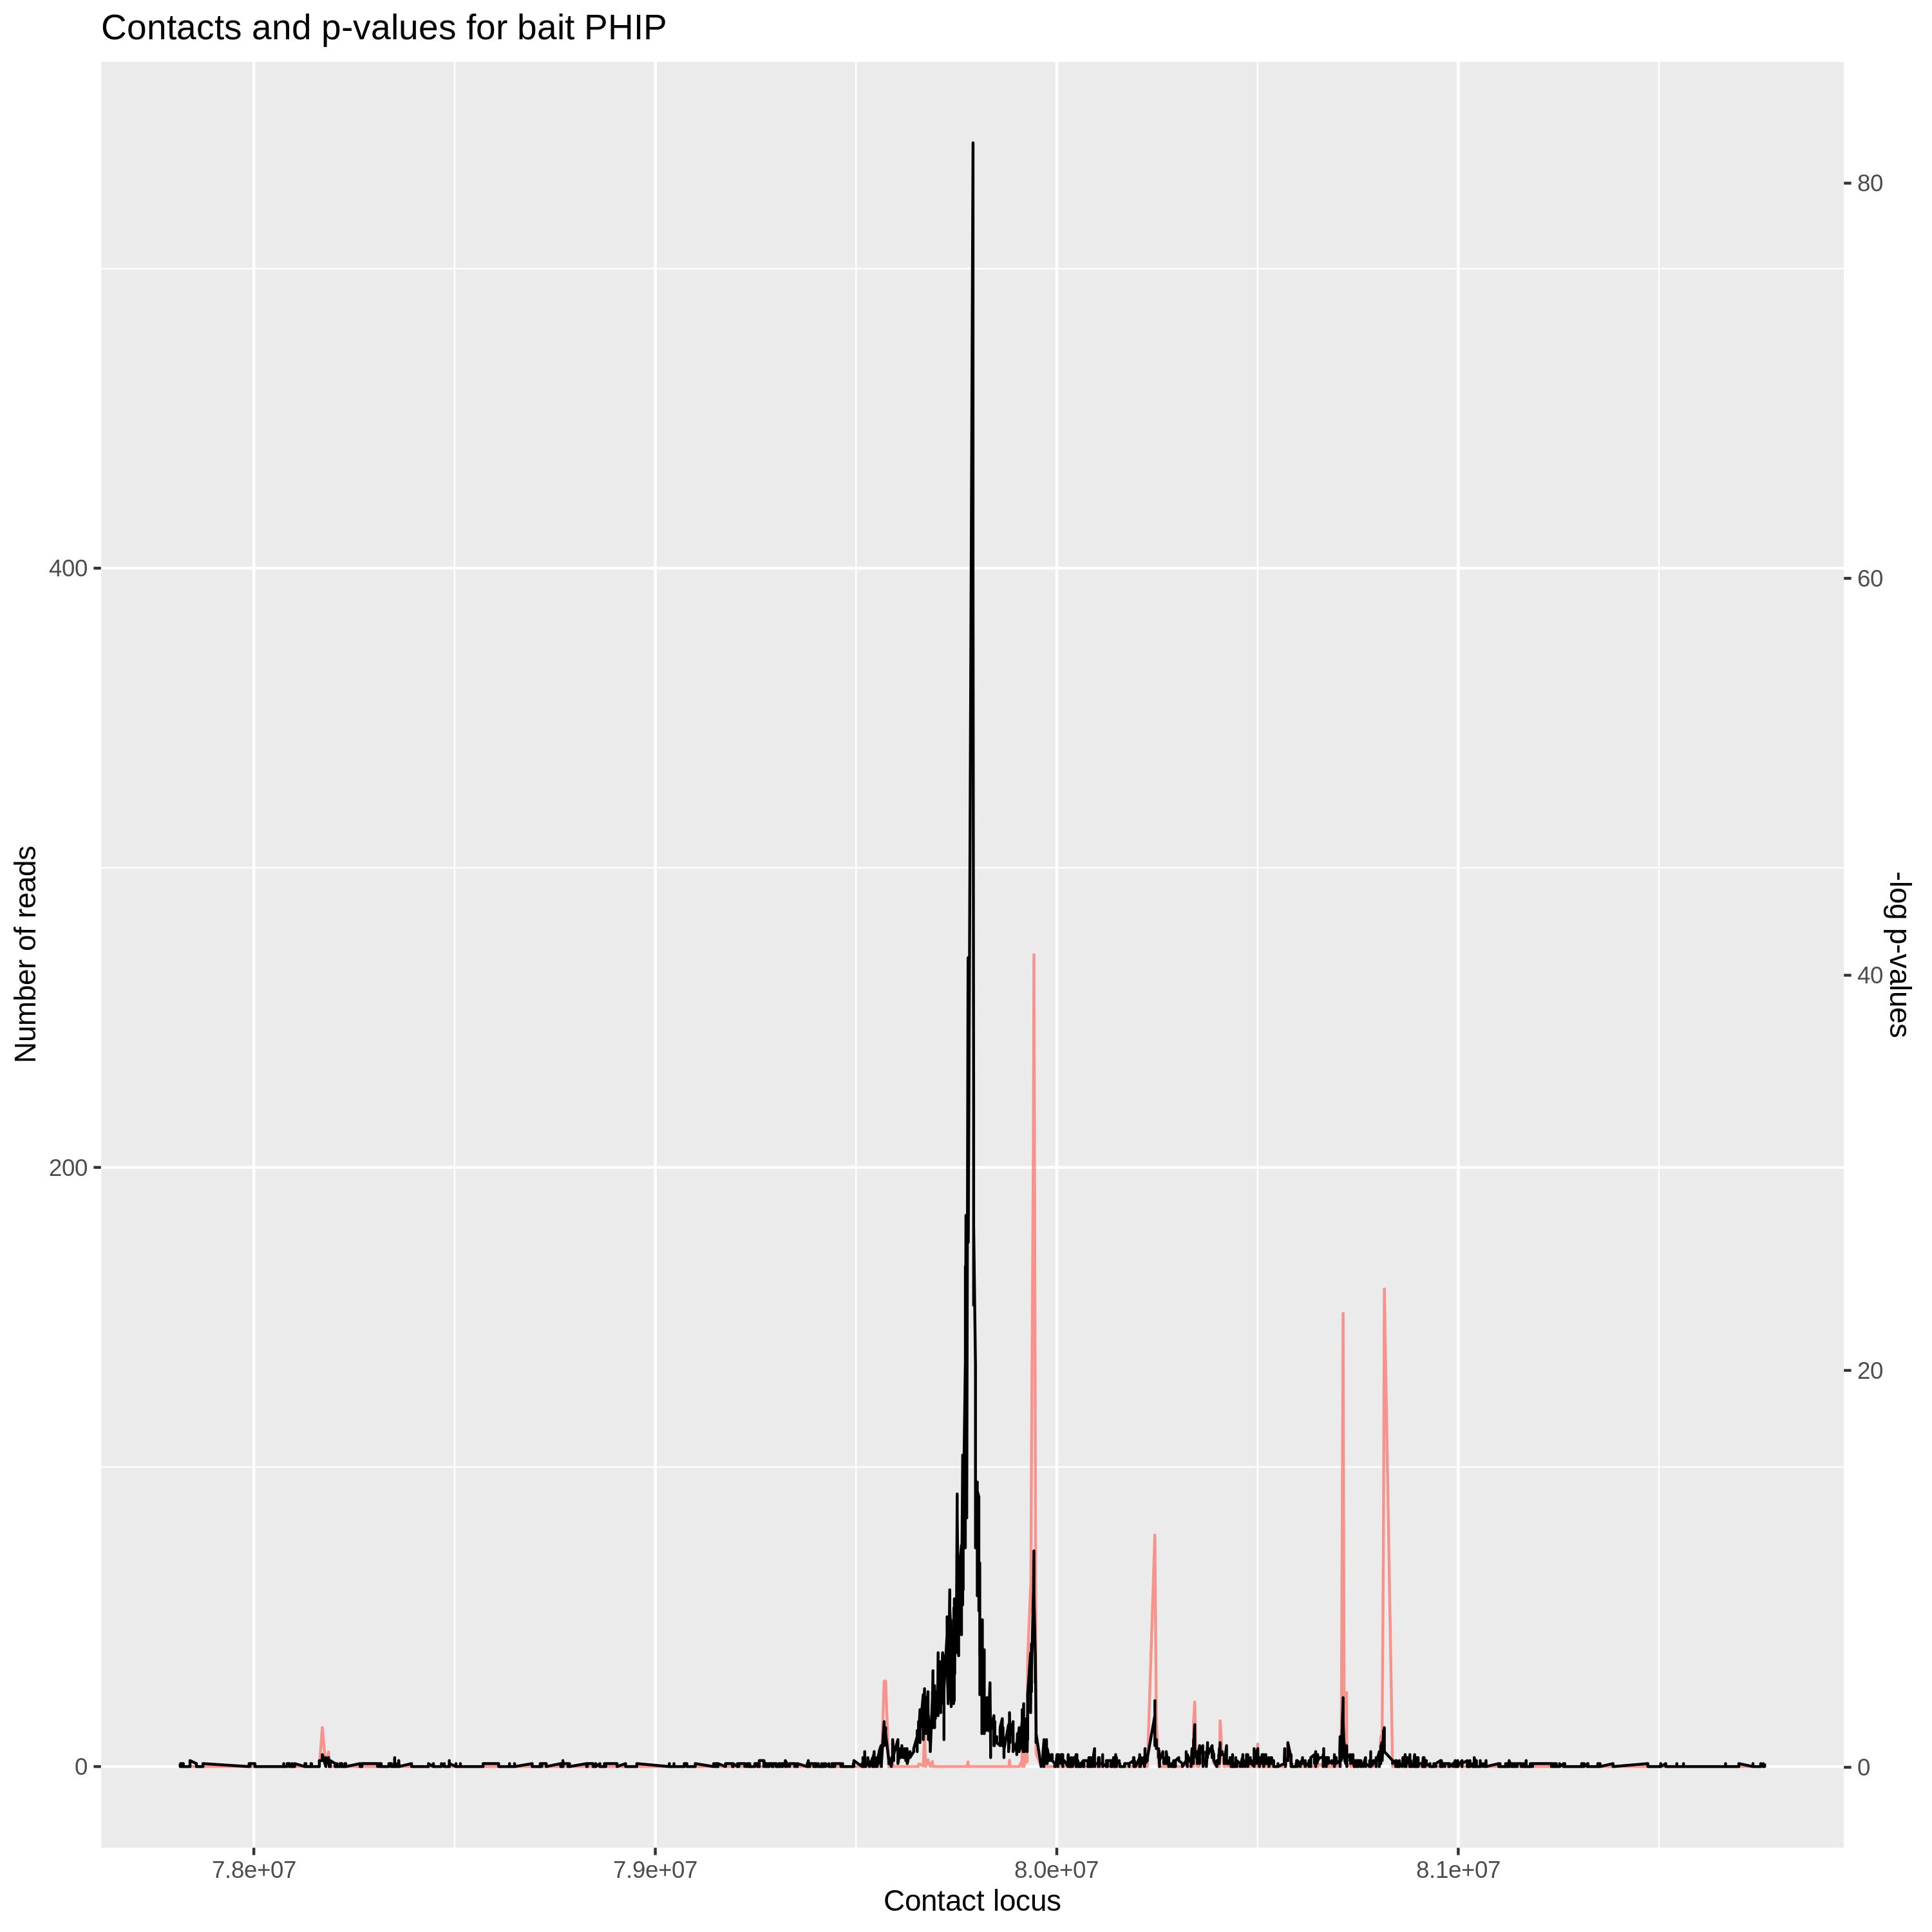 Contacts and p-values for bait PHIP
Number of reads
400
200
0
80
60
40
20
0
-log p-values
7.8e+07 7.9e+07 8.0e+07 8.1e+07
Contact locus